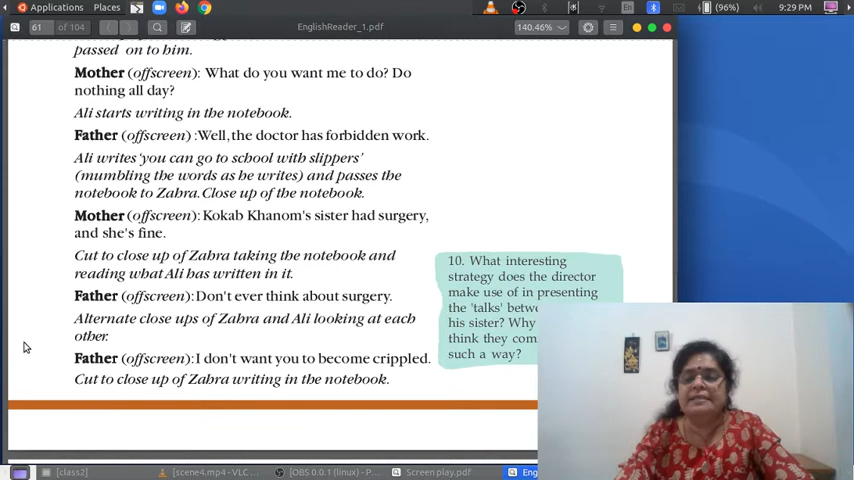 Applications Places En (96%) 9:29 PM
61 of 104 EnglishReader_1.pdf 140.46%
passed on to him.
Mother (offscreen): What do you want me to do? Do
nothing all day?
Ali starts writing in the notebook.
Father (offscreen) :Well, the doctor has forbidden work.
Ali writes 'you can go to school with slippers'
(mumbling the words as he writes) and passes the
notebook to Zahra. Close up of the notebook.
Mother (offscreen): Kokab Khanom's sister had surgery,
and she's fine.
Cut to close up of Zahra taking the notebook and
reading what Ali has written in it.
Father (offscreen): Don't ever think about surgery.
Alternate close ups of Zahra and Ali looking at each
other.
Father (offscreen): I don't want you to become crippled.
Cut to close up of Zahra writing in the notebook.
10. What interesting
strategy does the director
make use of in presenting
the 'talks'
his sister? Why
think they
such a way?
[class2] [scene4.mp4 - VLC ... [OBS 0.0.1 (linux) - P... Screen play.pdf